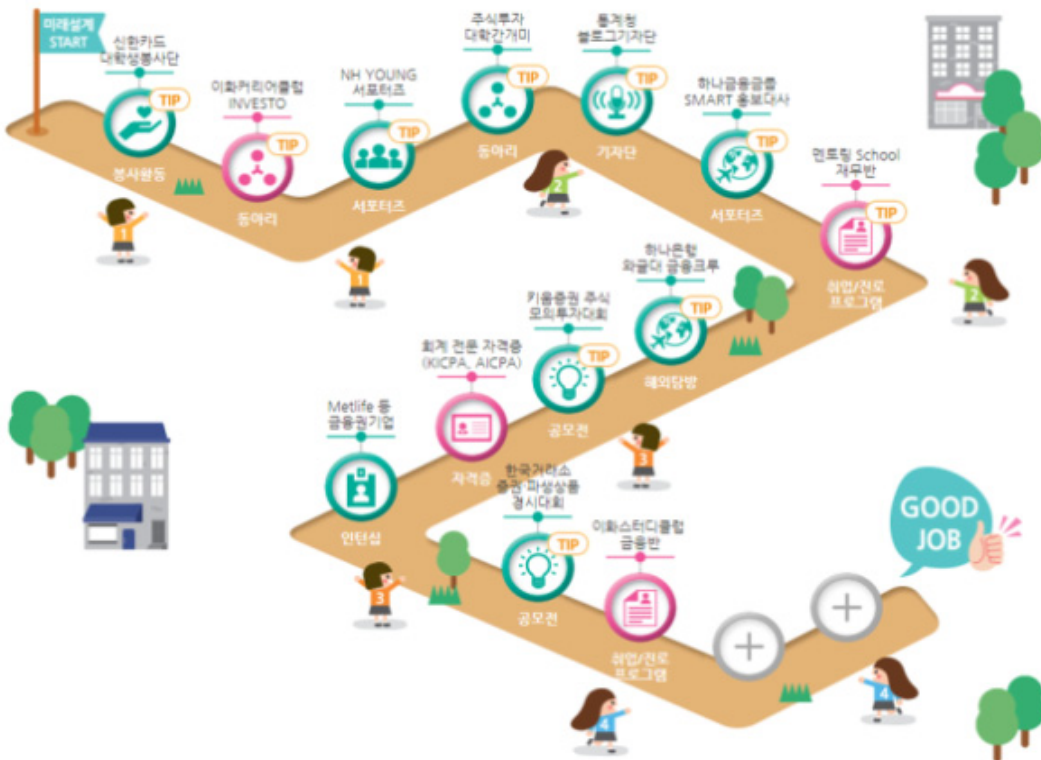 미래설계
START
신한카드
대학생봉사단
TIP
봉사활동
이화커리어클럽
INVESTO
TIP
동아리
NH YOUNG
서포터즈
TIP
서포터즈
주식투자
대학간개미
TIP
동아리
통계청
블로그기자단
TIP
기자단
하나금융그룹
SMART 홍보대사
TIP
서포터즈
멘토링 School
재무반
TIP
취업/진로
프로그램
1
1
2
2
하나은행
와글대 금융크루
TIP
해외탐방
키움증권 주식
모의투자대회
TIP
공모전
회계 전문 자격증
(KICPA, AICPA)
자격증
Metlife 등
금융권기업
인턴십
3
3
한국거래소
증권·파생상품
경시대회
TIP
공모전
이화스터디클럽
금융반
취업/진로
프로그램
GOOD
JOB
4
4